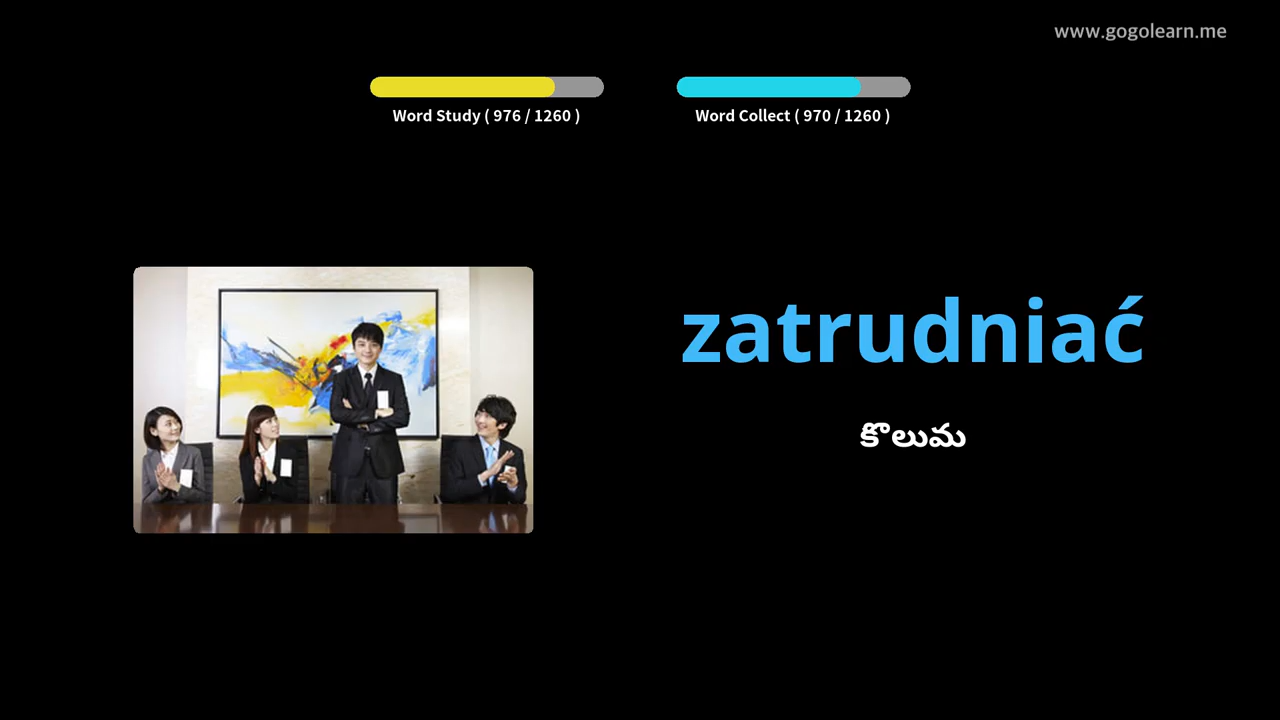 www.gogolearn.me
Word Study ( 976 / 1260 )
Word Collect ( 970 / 1260 )
zatrudniać
కొలుమ